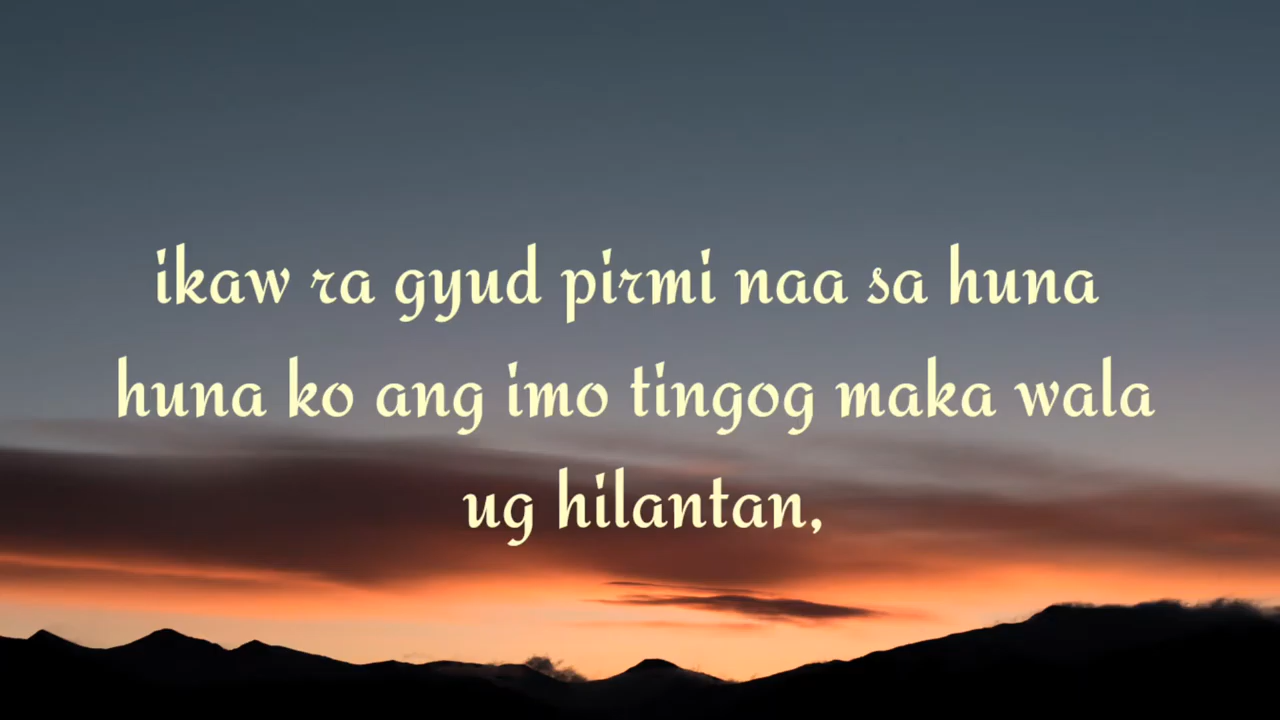 ikaw ra gyud pirmi naa sa huna
huna ko ang imo tingog maka wala
ug hilantan,